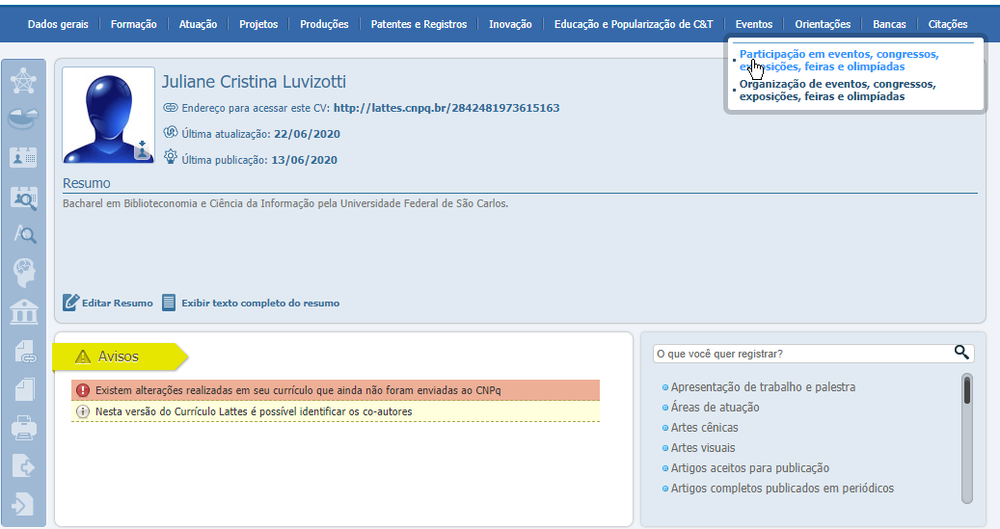 Dados gerais Formação Atuação Projetos Produções Patentes e Registros Inovação Educação e Popularização de C&T Eventos Orientações Bancas Citações
Participação em eventos, congressos,
exposições, feiras e olimpíadas
Organização de eventos, congressos,
exposições, feiras e olimpíadas
Juliane Cristina Luvizotti
Endereço para acessar este CV: http://lattes.cnpq.br/2842481973615163
Última atualização: 22/06/2020
Última publicação: 13/06/2020
Resumo
Bacharel em Biblioteconomia e Ciência da Informação pela Universidade Federal de São Carlos.
Editar Resumo Exibir texto completo do resumo
Avisos
Existem alterações realizadas em seu currículo que ainda não foram enviadas ao CNPq
Nesta versão do Currículo Lattes é possível identificar os co-autores
O que você quer registrar?
Apresentação de trabalho e palestra
Áreas de atuação
Artes cênicas
Artes visuais
Artigos aceitos para publicação
Artigos completos publicados em periódicos